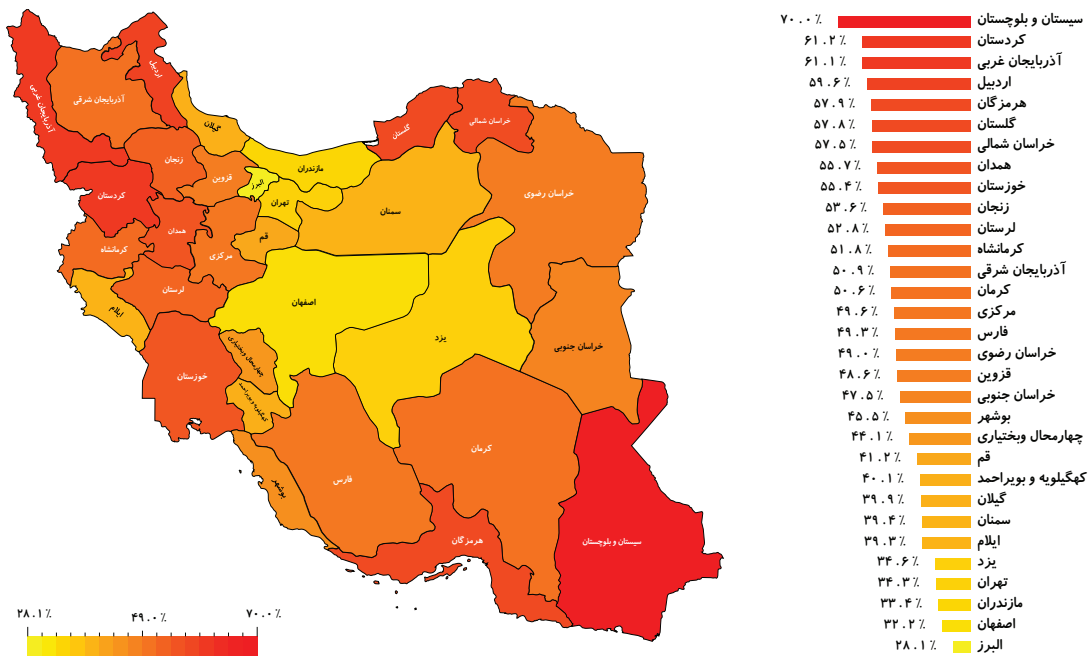 سیستان و بلوچستان ۷۰.۰٪
کردستان ۶۱.۲٪
آذربایجان غربی ۶۱.۱٪
اردبیل ۵۹.۶٪
هرمزگان ۵۷.۹٪
گلستان ۵۷.۸٪
خراسان شمالی ۵۷.۵٪
همدان ۵۵.۷٪
خوزستان ۵۵.۴٪
زنجان ۵۳.۶٪
لرستان ۵۲.۸٪
کرمانشاه ۵۱.۸٪
آذربایجان شرقی ۵۰.۹٪
کرمان ۵۰.۶٪
مرکزی ۴۹.۶٪
فارس ۴۹.۳٪
خراسان رضوی ۴۹.۰٪
قزوین ۴۸.۶٪
خراسان جنوبی ۴۷.۵٪
بوشهر ۴۵.۵٪
چهارمحال وبختیاری ۴۴.۱٪
قم ۴۱.۲٪
کهگیلویه و بویراحمد ۴۰.۱٪
گیلان ۳۹.۹٪
سمنان ۳۹.۴٪
ایلام ۳۹.۳٪
یزد ۳۴.۶٪
تهران ۳۴.۳٪
مازندران ۳۳.۴٪
اصفهان ۳۲.۲٪
البرز ۲۸.۱٪
اردبیل
آذربایجان شرقی
آذربایجان غربی
گیلان
خراسان شمالی
گلستان
زنجان
مازندران
قزوین
البرز
کردستان
تهران
خراسان رضوی
سمنان
همدان
قم
کرمانشاه
مرکزی
لرستان
اصفهان
ایلام
یزد
خراسان جنوبی
چهارمحال وبختیاری
خوزستان
کهگیلویه و بویراحمد
کرمان
فارس
بوشهر
هرمزگان
سیستان و بلوچستان
۲۸.۱٪ ۴۹.۰٪ ۷۰.۰٪